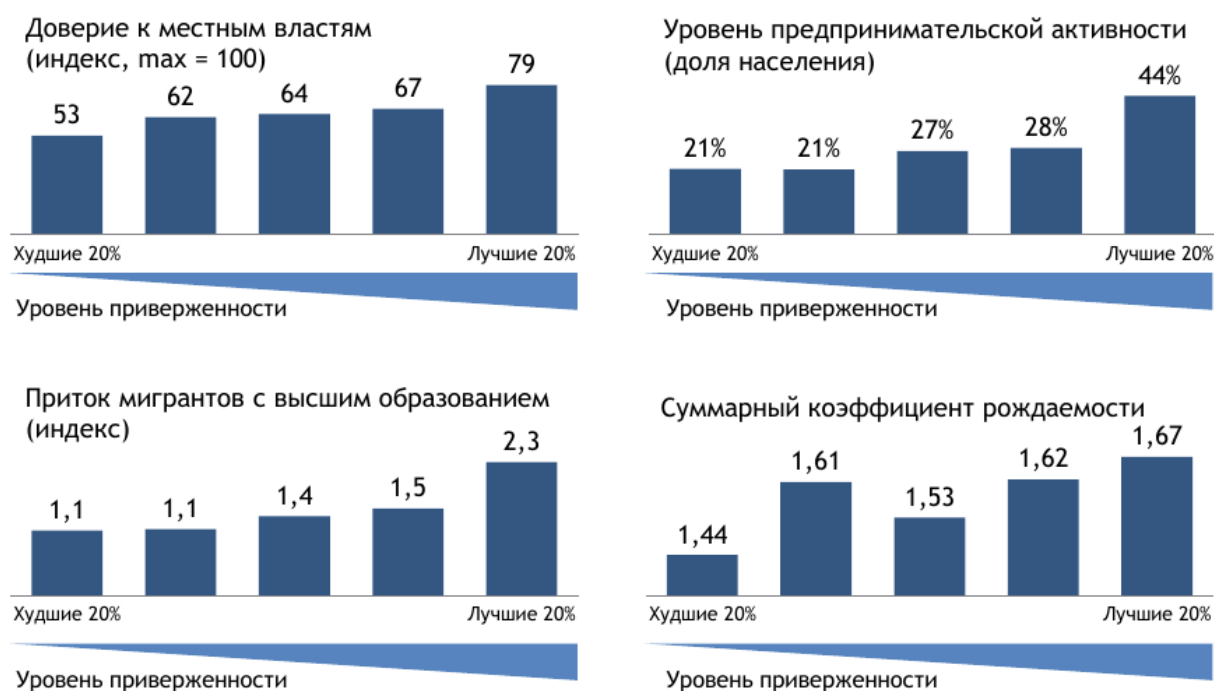 Доверие к местным властям
(индекс, max = 100)
53
62
64
67
79
Худшие 20%
Лучшие 20%
Уровень приверженности
Уровень предпринимательской активности
(доля населения)
21%
21%
27%
28%
44%
Худшие 20%
Лучшие 20%
Уровень приверженности
Приток мигрантов с высшим образованием
(индекс)
1,1
1,1
1,4
1,5
2,3
Худшие 20%
Лучшие 20%
Уровень приверженности
Суммарный коэффициент рождаемости
1,44
1,61
1,53
1,62
1,67
Худшие 20%
Лучшие 20%
Уровень приверженности